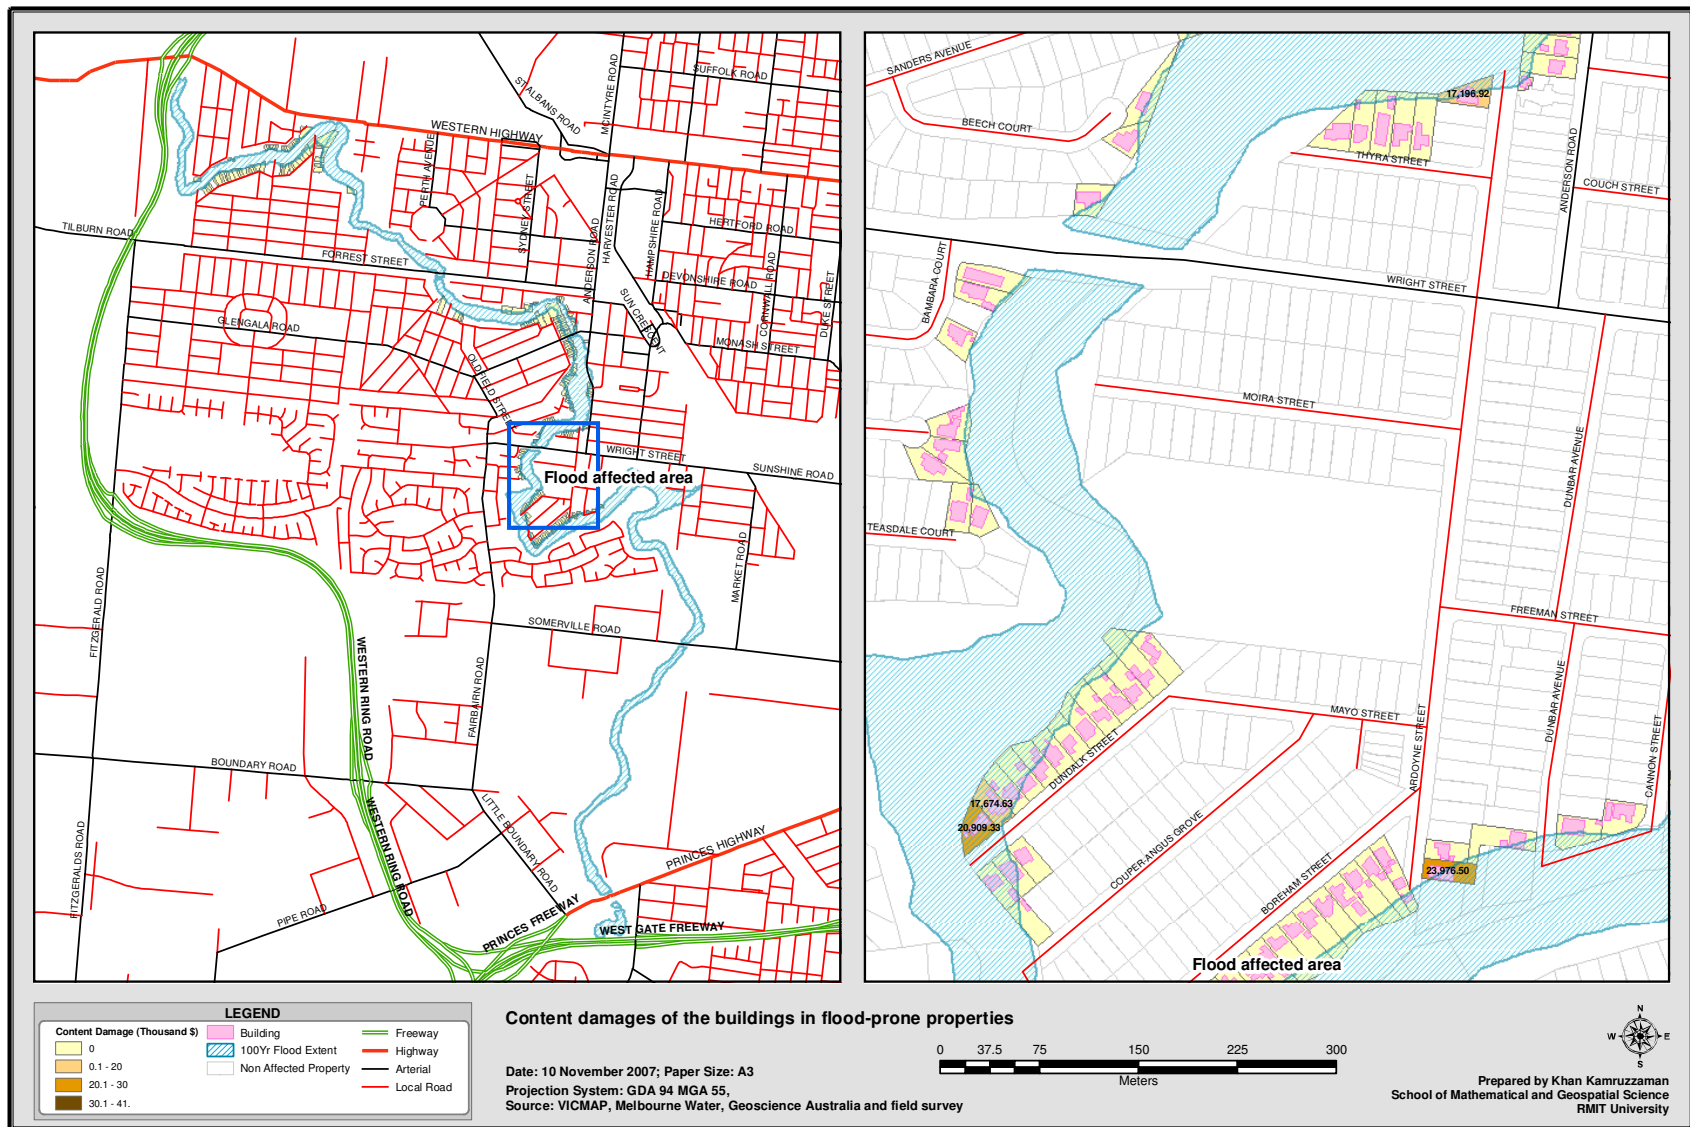 WESTERN HIGHWAY
ST ALBANS ROAD
MCINTYRE ROAD
SUFFOLK ROAD
PERTH AVENUE
SYDNEY STREET
HARVESTER ROAD
HAMPSHIRE ROAD
ANDERSON ROAD
HERTFORD ROAD
DEVONSHIRE ROAD
CORNWALL ROAD
DUKE STREET
TILBURN ROAD
FORREST STREET
SUN CRESCENT
MONASH STREET
GLENGALA ROAD
OLDFIELD STREET
WRIGHT STREET
SUNSHINE ROAD
Flood affected area
MARKET ROAD
FITZGERALD ROAD
SOMERVILLE ROAD
WESTERN RING ROAD
FAIRBAIRN ROAD
BOUNDARY ROAD
WESTERN RING ROAD
LITTLE BOUNDARY ROAD
FITZGERALDS ROAD
PRINCES HIGHWAY
PIPE ROAD
PRINCES FREEWAY
WEST GATE FREEWAY
SANDERS AVENUE
BEECH COURT
17,196.92
THYRA STREET
ANDERSON ROAD
COUCH STREET
BAMBARA COURT
WRIGHT STREET
MOIRA STREET
DUNBAR AVENUE
TEASDALE COURT
FREEMAN STREET
MAYO STREET
DUNBAR AVENUE
CANNON STREET
ARDOYNE STREET
DUNDALK STREET
17,674.63
20,909.33
COUPER-ANGUS GROVE
BOREHAM STREET
23,976.50
Flood affected area
LEGEND
Content Damage (Thousand $)
0
0.1 - 20
20.1 - 30
30.1 - 41.
Building
100Yr Flood Extent
Non Affected Property
Freeway
Highway
Arterial
Local Road
Content damages of the buildings in flood-prone properties
Date: 10 November 2007; Paper Size: A3
Projection System: GDA 94 MGA 55,
Source: VICMAP, Melbourne Water, Geoscience Australia and field survey
0 37.5 75 150 225 300
Meters
N
W E
S
Prepared by Khan Kamruzzaman
School of Mathematical and Geospatial Science
RMIT University